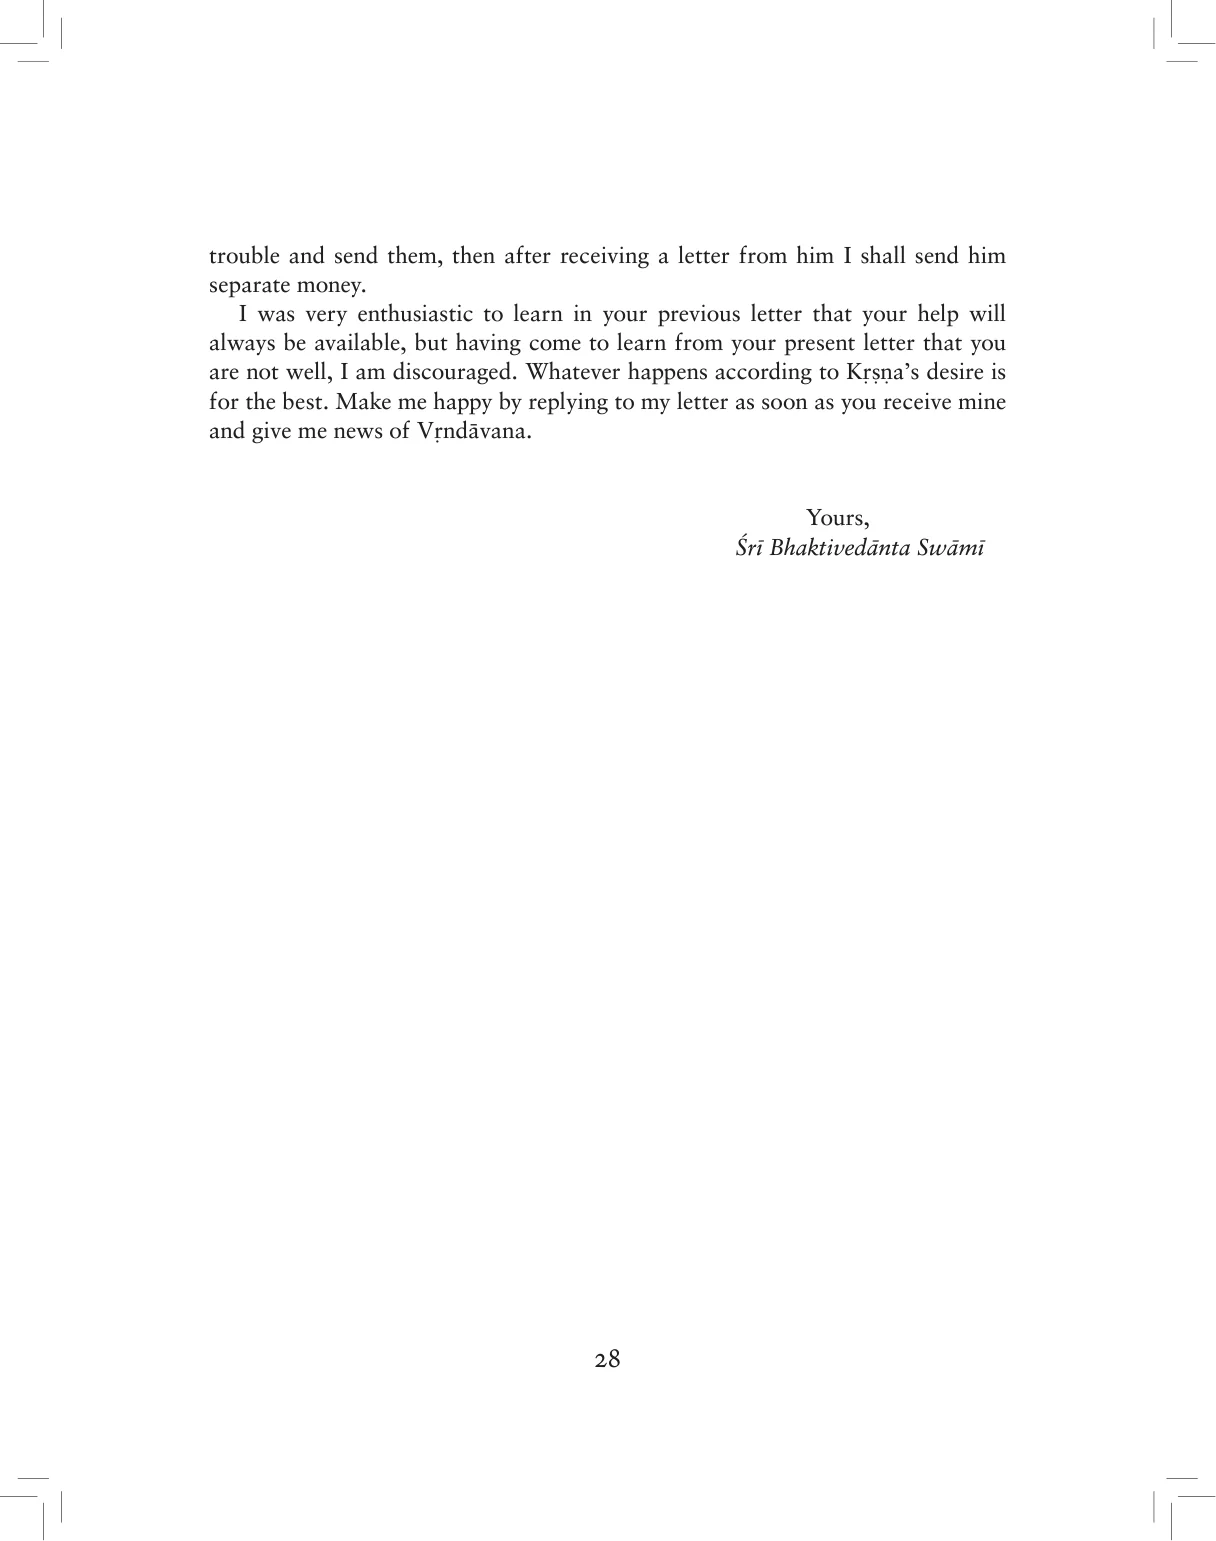 trouble and send them, then after receiving a letter from him I shall send him
separate money.
I was very enthusiastic to learn in your previous letter that your help will
always be available, but having come to learn from your present letter that you
are not well, I am discouraged. Whatever happens according to Kṛṣṇa’s desire is
for the best. Make me happy by replying to my letter as soon as you receive mine
and give me news of Vṛndāvana.
Yours,
Śrī Bhaktivedānta Swāmī
28